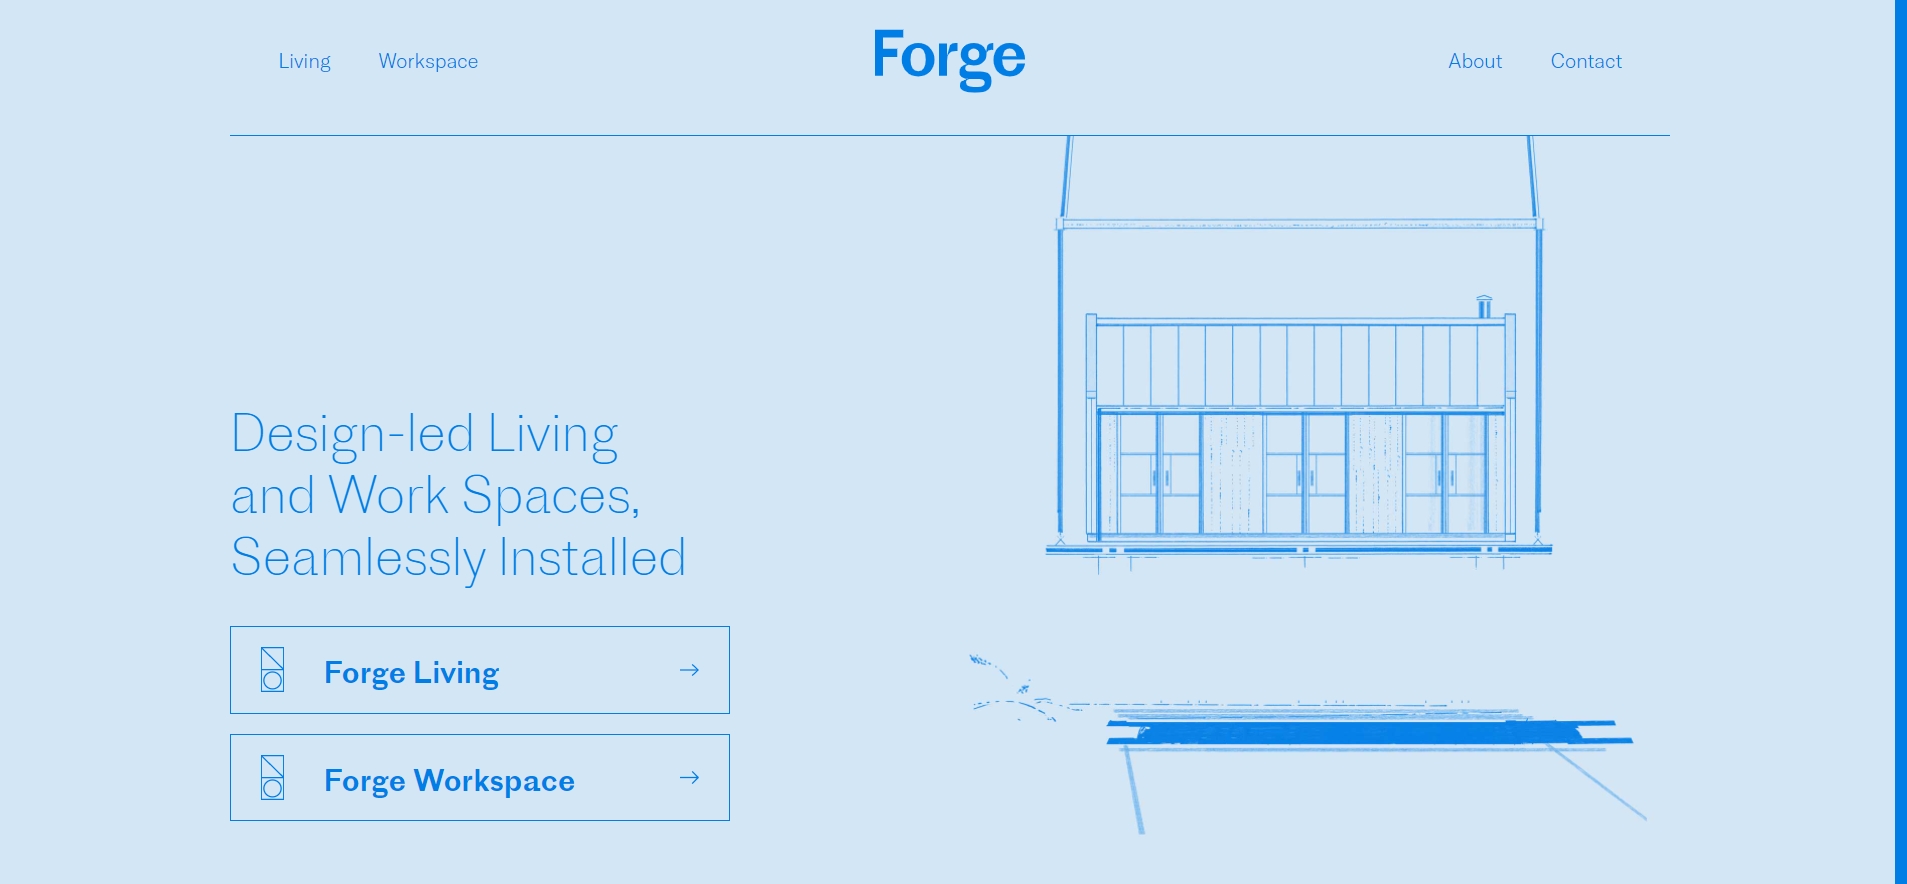 Living
Workspace
Forge
About
Contact
Design-led Living
and Work Spaces,
Seamlessly Installed
Forge Living
Forge Workspace